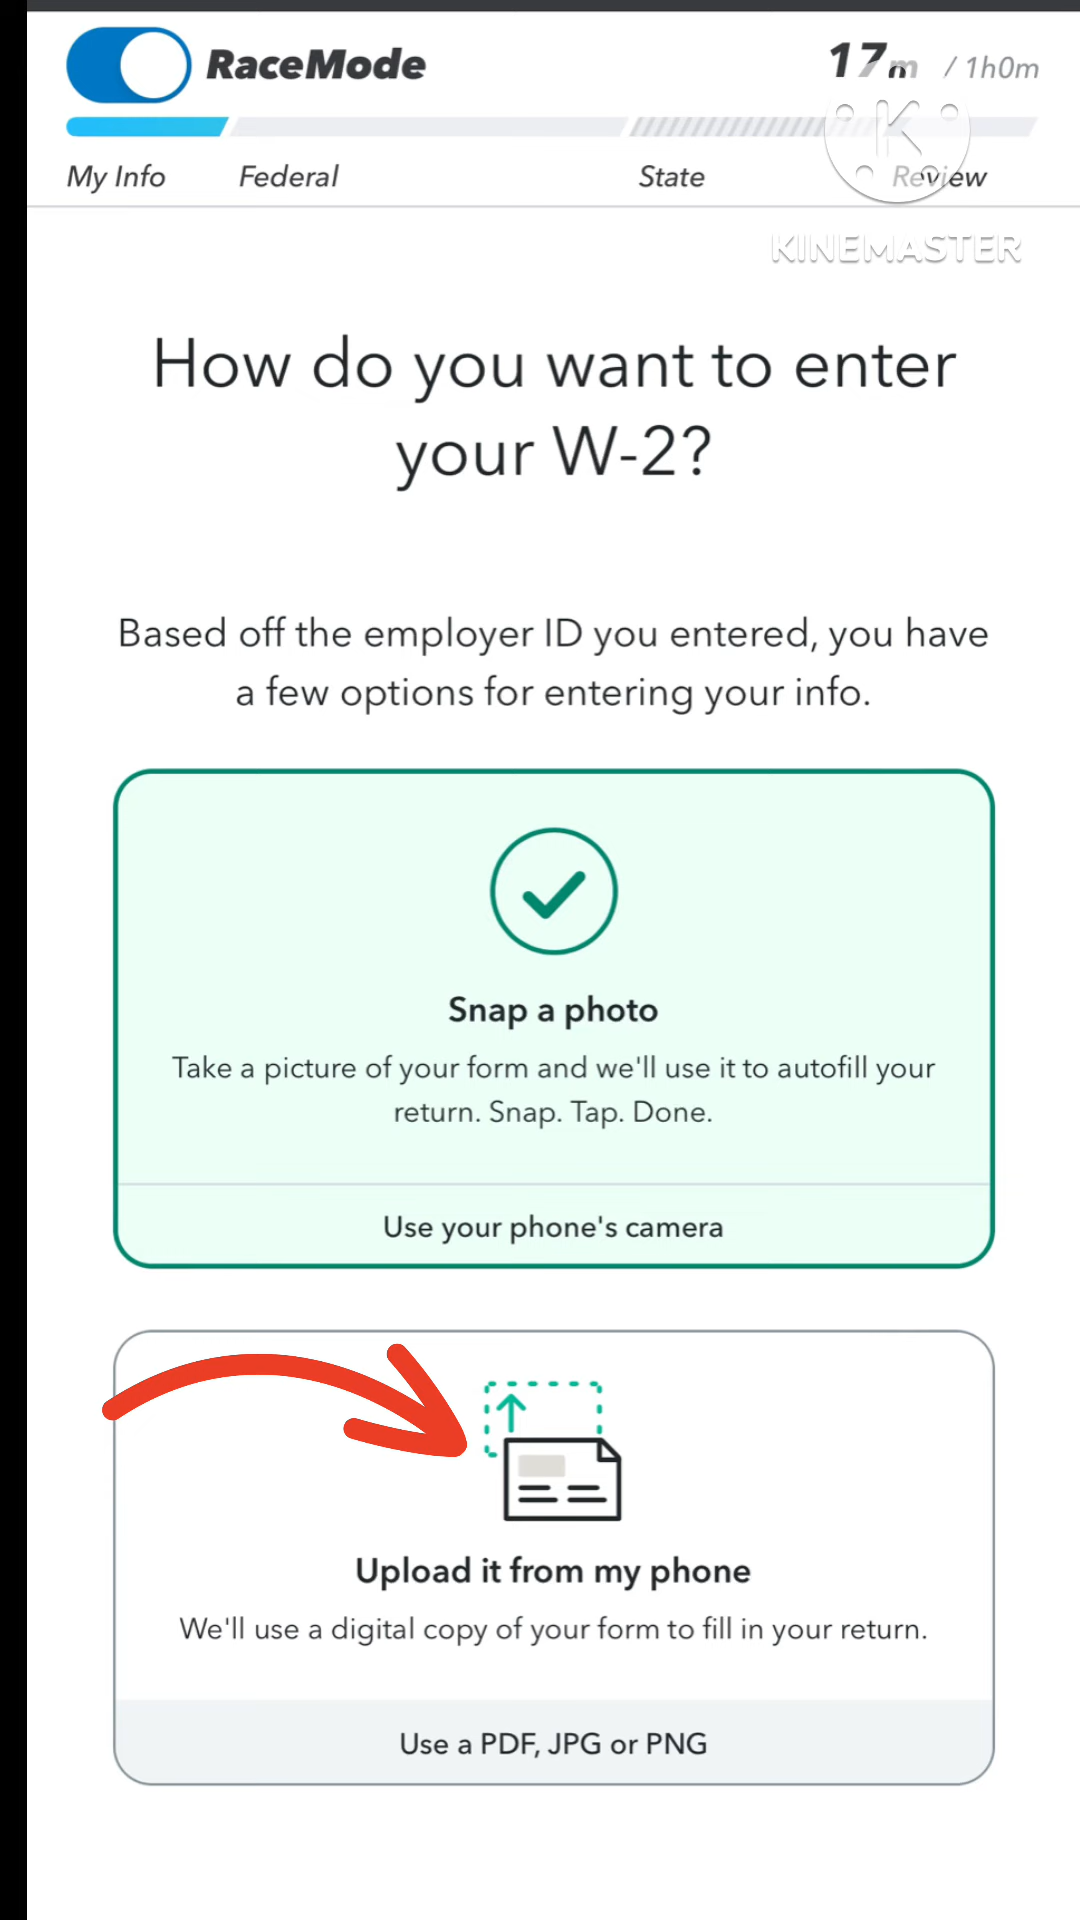 RaceMode
17m / 1h0m
My Info Federal State Review
KINEMASTER
How do you want to enter
your W-2?
Based off the employer ID you entered, you have
a few options for entering your info.
Snap a photo
Take a picture of your form and we'll use it to autofill your
return. Snap. Tap. Done.
Use your phone's camera
Upload it from my phone
We'll use a digital copy of your form to fill in your return.
Use a PDF, JPG or PNG